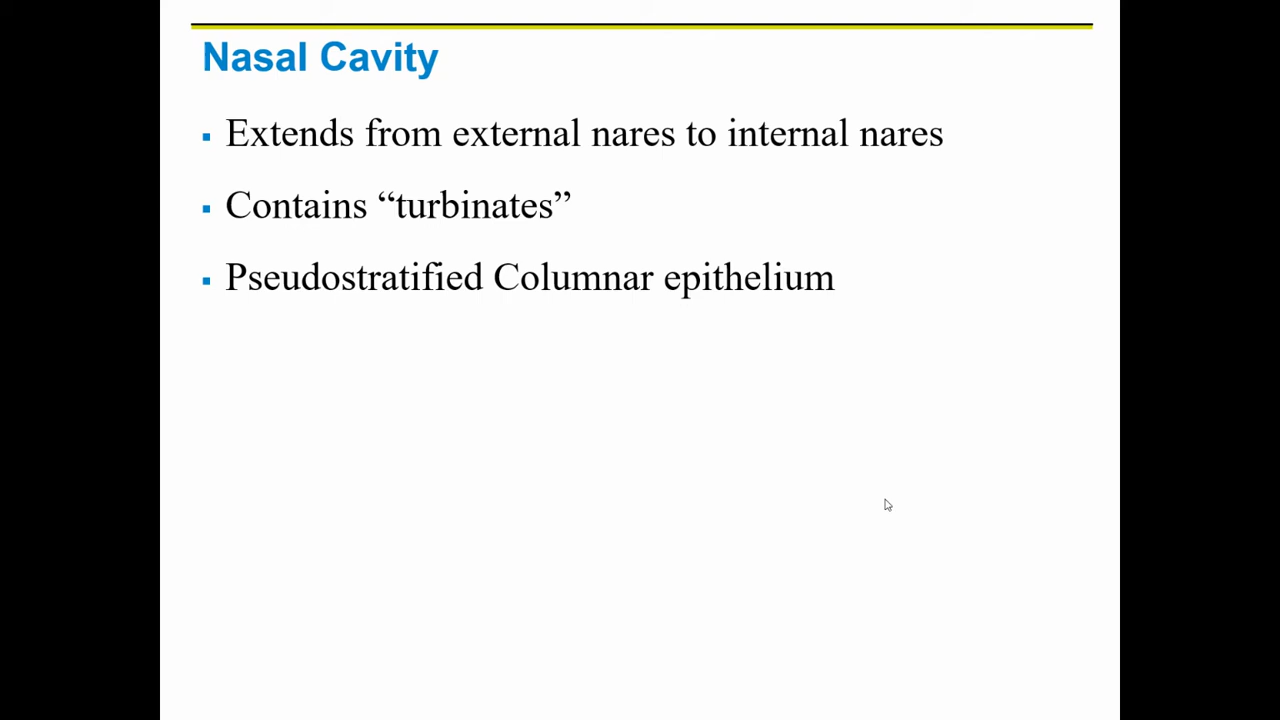 Nasal Cavity
▪ Extends from external nares to internal nares
▪ Contains “turbinates”
▪ Pseudostratified Columnar epithelium